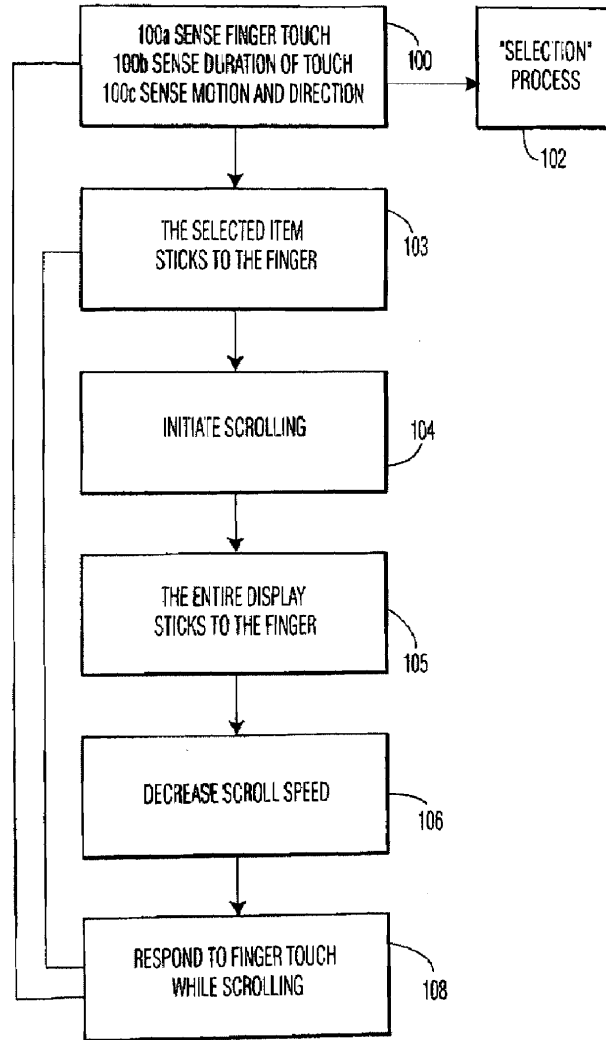 100a SENSE FINGER TOUCH
100b SENSE DURATION OF TOUCH
100c SENSE MOTION AND DIRECTION
100
"SELECTION"
PROCESS
102
THE SELECTED ITEM
STICKS TO THE FINGER
103
INITIATE SCROLLING
104
THE ENTIRE DISPLAY
STICKS TO THE FINGER
105
DECREASE SCROLL SPEED
106
RESPOND TO FINGER TOUCH
WHILE SCROLLING
108